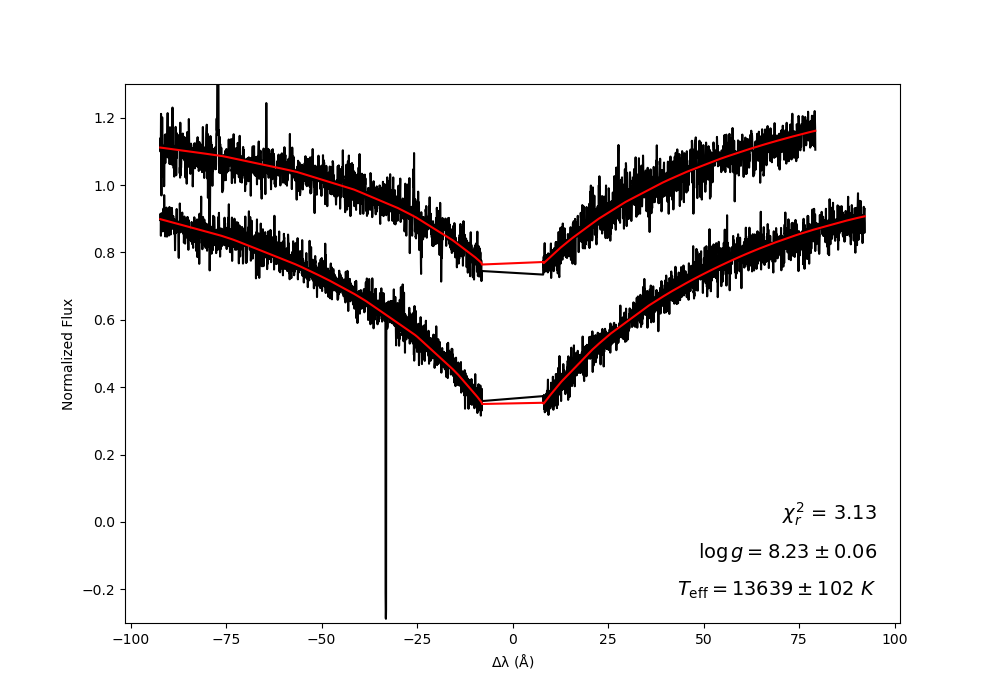 1.2
1.0
0.8
0.6
0.4
0.2
0.0
−0.2
Normalized Flux
χ²ᵣ = 3.13
log g = 8.23 ± 0.06
T_eff = 13639 ± 102 K
−100 −75 −50 −25 0 25 50 75 100
Δλ (Å)